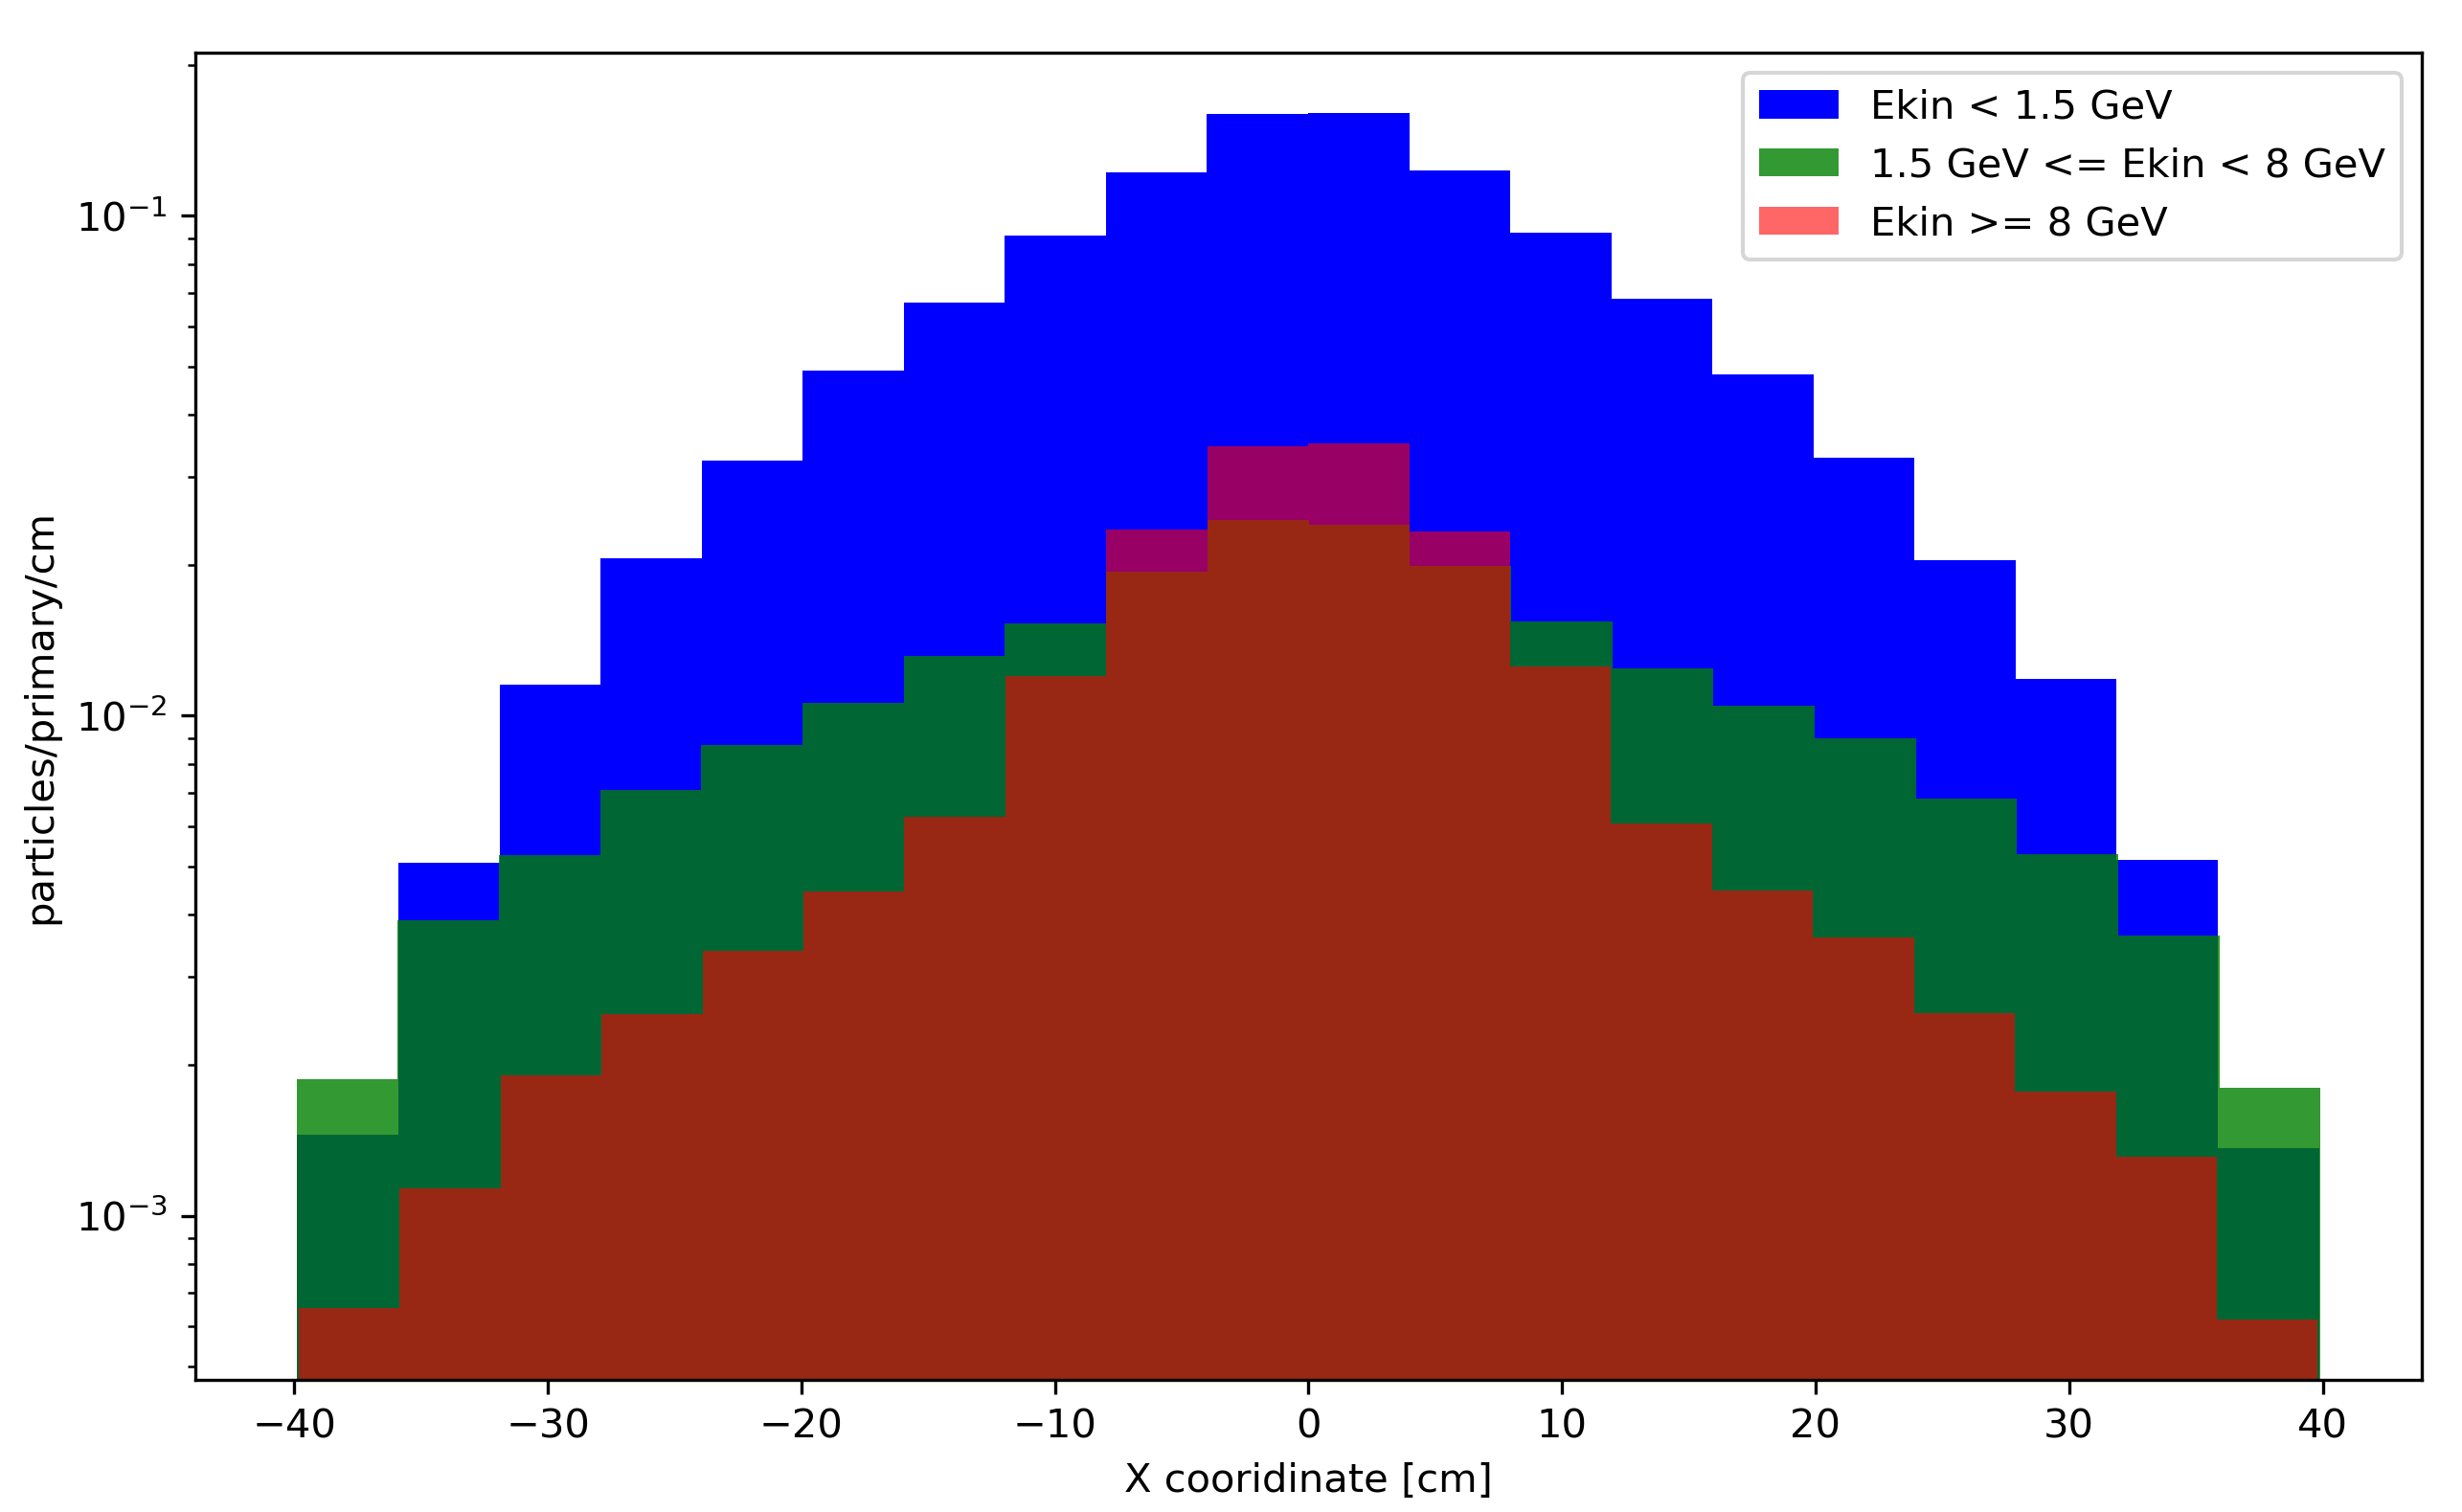 Ekin < 1.5 GeV
1.5 GeV <= Ekin < 8 GeV
Ekin >= 8 GeV
10⁻¹
10⁻²
10⁻³
particles/primary/cm
−40 −30 −20 −10 0 10 20 30 40
X cooridinate [cm]